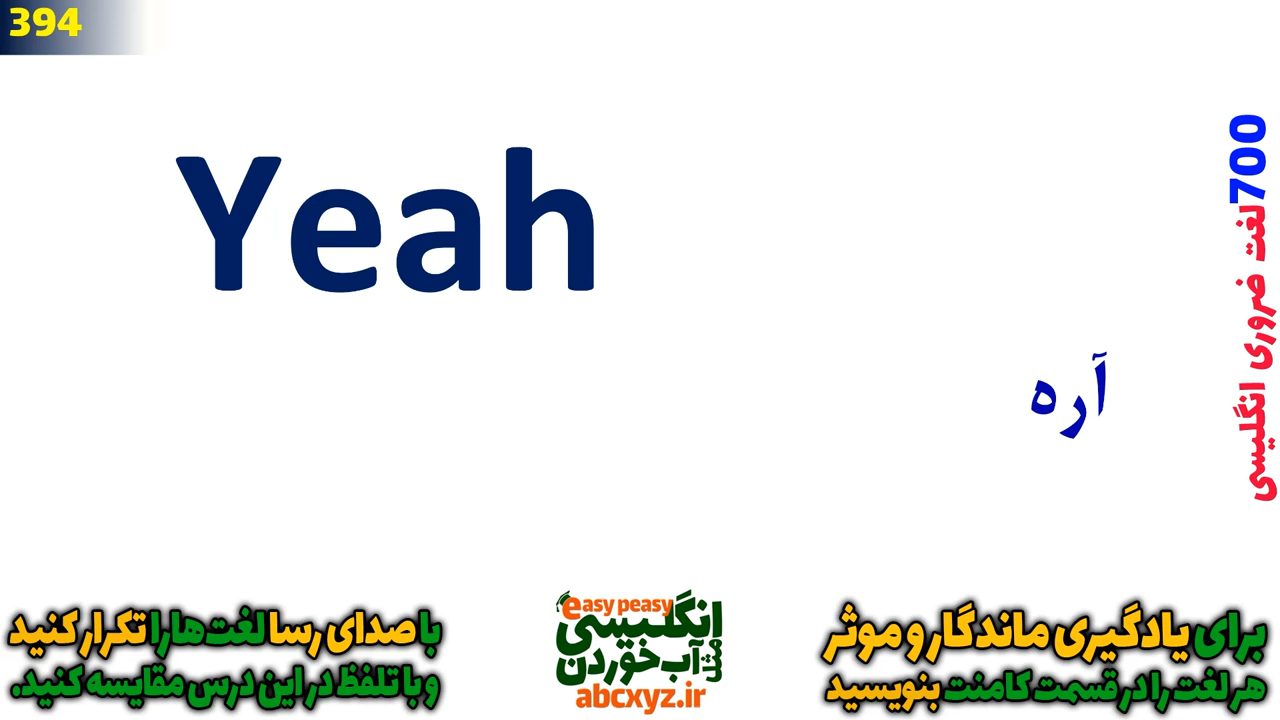 394
Yeah
آره
700 لغت ضروری انگلیسی
برای یادگیری ماندگار و موثر
هر لغت را در قسمت کامنت بنویسید
easy peasy
انگلیسی
مثل آب خوردن
abcxyz.ir
با صدای رسا لغت‌ها را تکرار کنید
و با تلفظ در این درس مقایسه کنید.